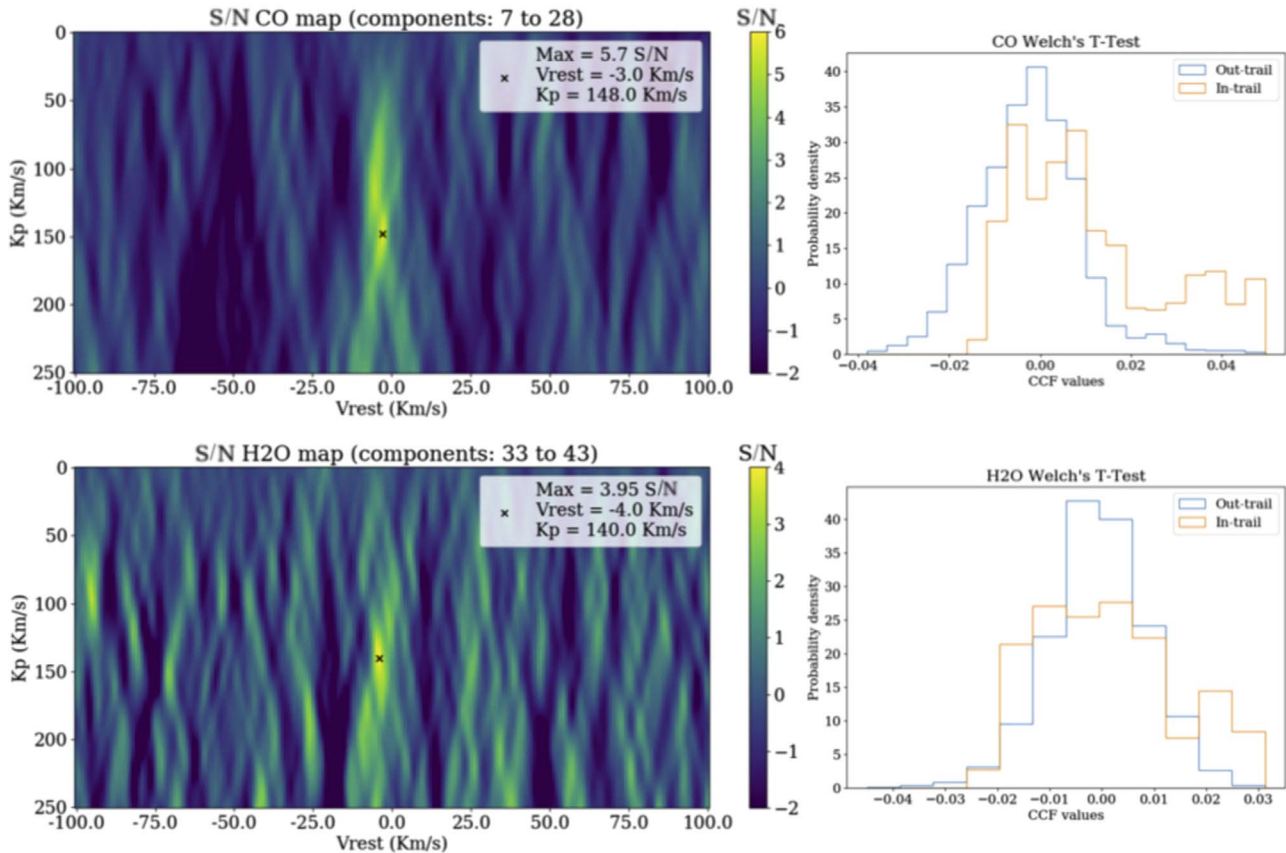 S/N CO map (components: 7 to 28)
S/N
Max = 5.7 S/N
Vrest = -3.0 Km/s
Kp = 148.0 Km/s
Kp (Km/s)
0
50
100
150
200
250
-100.0 -75.0 -50.0 -25.0 0.0 25.0 50.0 75.0 100.0
Vrest (Km/s)
6
5
4
3
2
1
0
−1
−2
CO Welch's T-Test
Out-trail
In-trail
Probability density
40
35
30
25
20
15
10
5
0
−0.04 −0.02 0.00 0.02 0.04
CCF values
S/N H2O map (components: 33 to 43)
S/N
Max = 3.95 S/N
Vrest = -4.0 Km/s
Kp = 140.0 Km/s
Kp (Km/s)
0
50
100
150
200
250
-100.0 -75.0 -50.0 -25.0 0.0 25.0 50.0 75.0 100.0
Vrest (Km/s)
4
3
2
1
0
−1
−2
H2O Welch's T-Test
Out-trail
In-trail
Probability density
40
35
30
25
20
15
10
5
0
−0.04 −0.03 −0.02 −0.01 0.00 0.01 0.02 0.03
CCF values